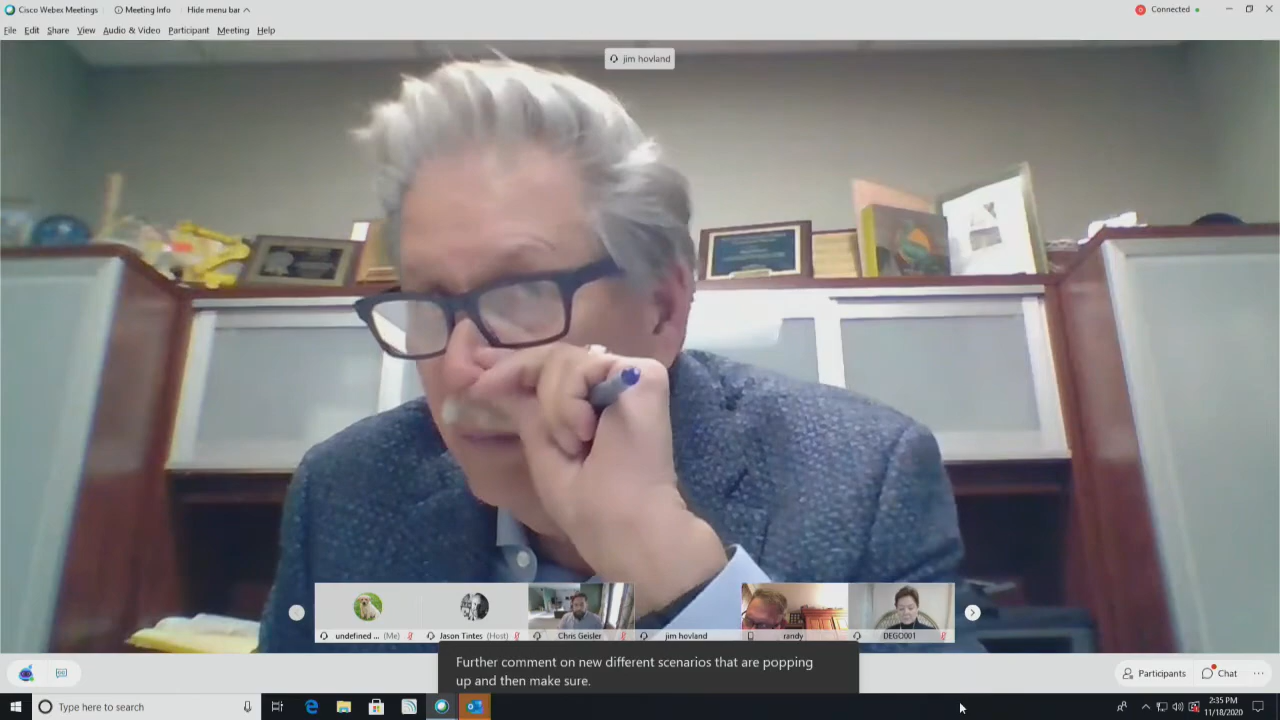 Cisco Webex Meetings
Meeting Info
Hide menu bar
Connected
File Edit Share View Audio & Video Participant Meeting Help
jim hovland
undefined ... (Me)
Jason Tintes (Host)
Chris Geisler
jim hovland
randy
DEGO001
Further comment on new different scenarios that are popping
up and then make sure.
Participants
Chat
Type here to search
2:35 PM
11/18/2020